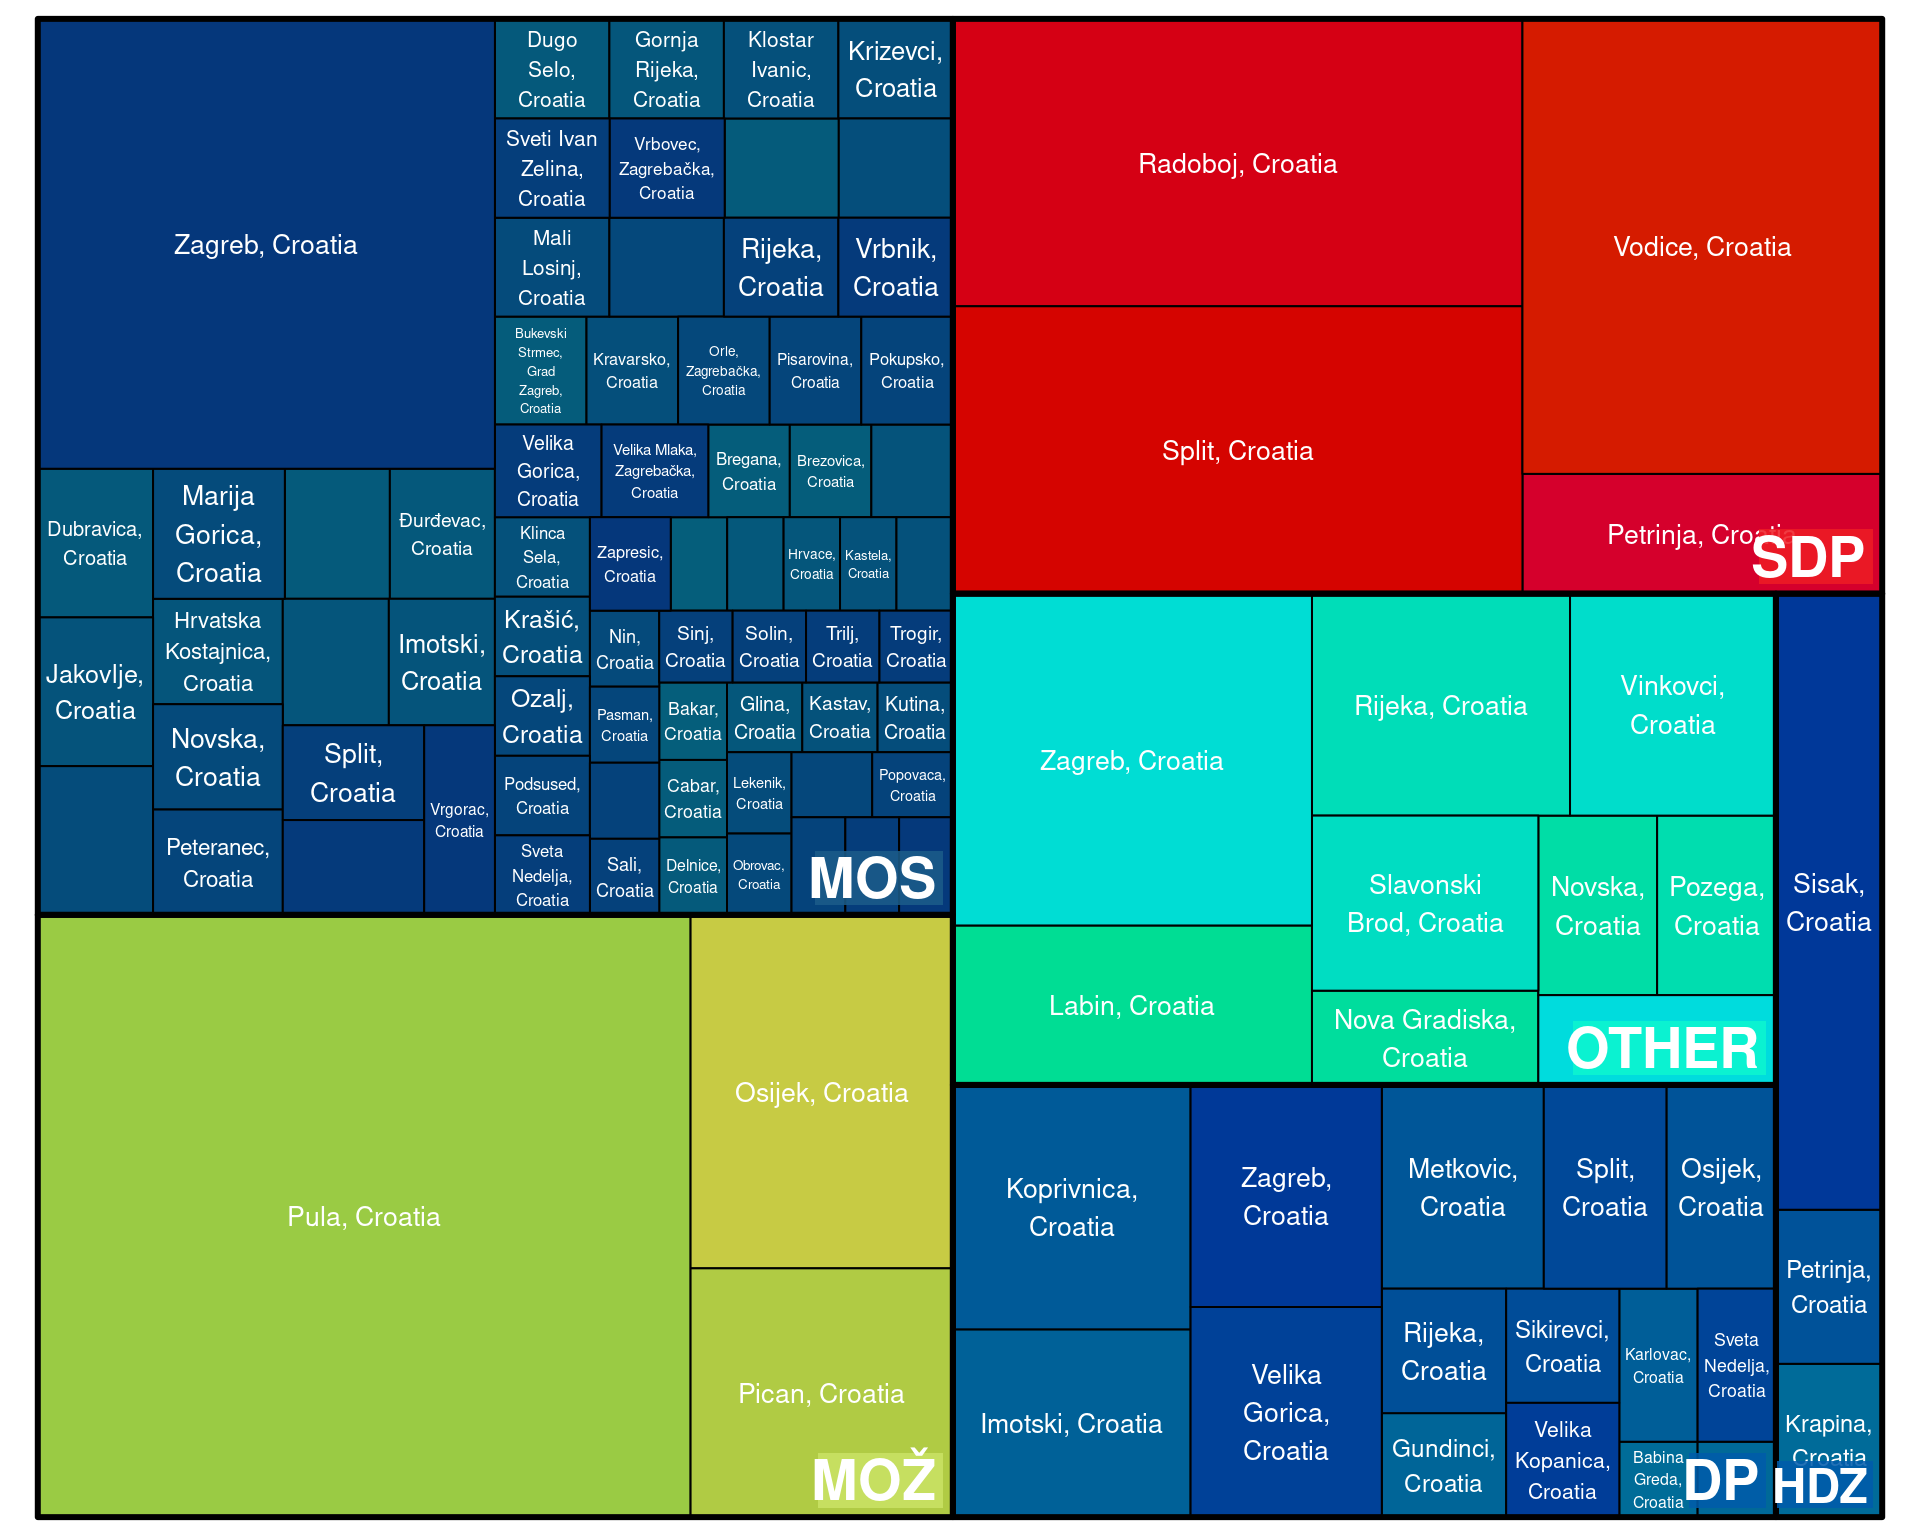 Zagreb, Croatia
Dugo
Selo,
Croatia
Gornja
Rijeka,
Croatia
Klostar
Ivanic,
Croatia
Krizevci,
Croatia
Sveti Ivan
Zelina,
Croatia
Vrbovec,
Zagrebačka,
Croatia
Mali
Losinj,
Croatia
Rijeka,
Croatia
Vrbnik,
Croatia
Bukevski
Strmec,
Grad
Zagreb,
Croatia
Kravarsko,
Croatia
Orle,
Zagrebačka,
Croatia
Pisarovina,
Croatia
Pokupsko,
Croatia
Velika
Gorica,
Croatia
Velika Mlaka,
Zagrebačka,
Croatia
Bregana,
Croatia
Brezovica,
Croatia
Dubravica,
Croatia
Marija
Gorica,
Croatia
Đurđevac,
Croatia
Klinca
Sela,
Croatia
Zapresic,
Croatia
Hrvace,
Croatia
Kastela,
Croatia
Jakovlje,
Croatia
Hrvatska
Kostajnica,
Croatia
Imotski,
Croatia
Krašić,
Croatia
Nin,
Croatia
Sinj,
Croatia
Solin,
Croatia
Trilj,
Croatia
Trogir,
Croatia
Novska,
Croatia
Split,
Croatia
Vrgorac,
Croatia
Ozalj,
Croatia
Pasman,
Croatia
Bakar,
Croatia
Glina,
Croatia
Kastav,
Croatia
Kutina,
Croatia
Peteranec,
Croatia
Podsused,
Croatia
Cabar,
Croatia
Lekenik,
Croatia
Popovaca,
Croatia
Sveta
Nedelja,
Croatia
Sali,
Croatia
Delnice,
Croatia
Obrovac,
Croatia
MOS
Radoboj, Croatia
Vodice, Croatia
Split, Croatia
Petrinja, Croatia
SDP
Pula, Croatia
Osijek, Croatia
Pican, Croatia
MOŽ
Zagreb, Croatia
Rijeka, Croatia
Vinkovci,
Croatia
Labin, Croatia
Slavonski
Brod, Croatia
Novska,
Croatia
Pozega,
Croatia
Nova Gradiska,
Croatia
OTHER
Koprivnica,
Croatia
Zagreb,
Croatia
Metkovic,
Croatia
Split,
Croatia
Osijek,
Croatia
Imotski, Croatia
Velika
Gorica,
Croatia
Rijeka,
Croatia
Sikirevci,
Croatia
Karlovac,
Croatia
Sveta
Nedelja,
Croatia
Gundinci,
Croatia
Velika
Kopanica,
Croatia
Babina
Greda,
Croatia
DP
Sisak,
Croatia
Petrinja,
Croatia
Krapina,
Croatia
HDZ